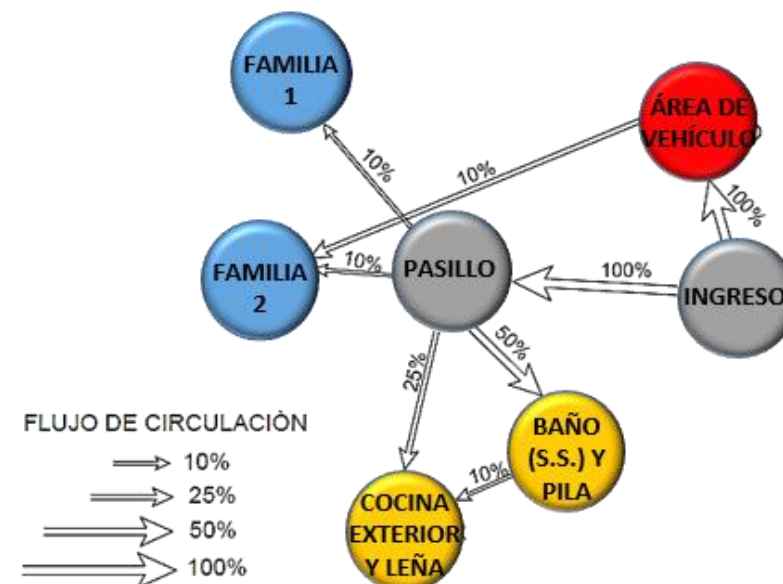 FAMILIA
1
ÁREA DE
VEHÍCULO
10%
10%
100%
FAMILIA
2
10%
PASILLO
100%
INGRESO
25%
50%
FLUJO DE CIRCULACIÒN
10%
25%
50%
100%
BAÑO
(S.S.) Y
PILA
10%
COCINA
EXTERIOR
Y LEÑA